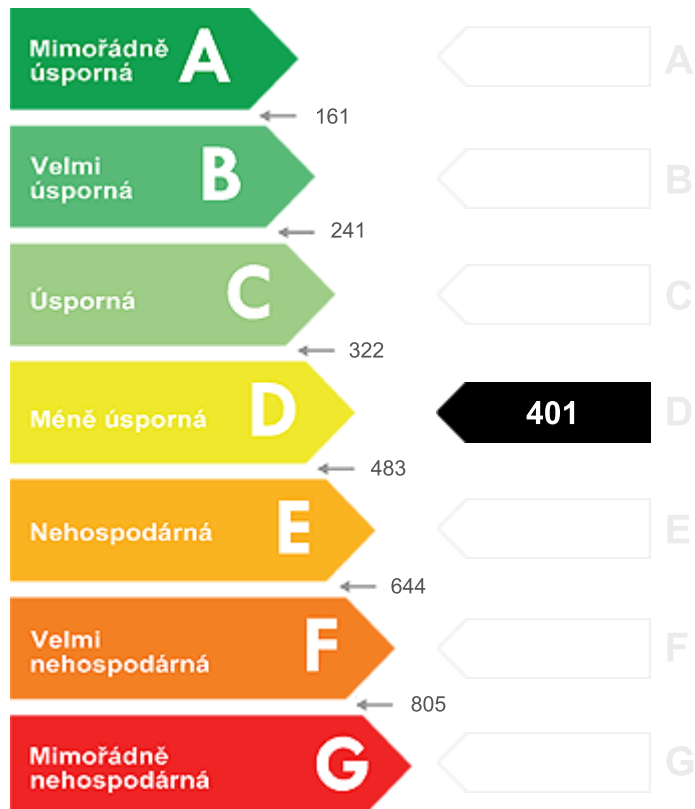 Mimořádně
úsporná
A
A
161
Velmi
úsporná
B
B
241
Úsporná
C
C
322
Méně úsporná
D
401
D
483
Nehospodárná
E
E
644
Velmi
nehospodárná
F
F
805
Mimořádně
nehospodárná
G
G